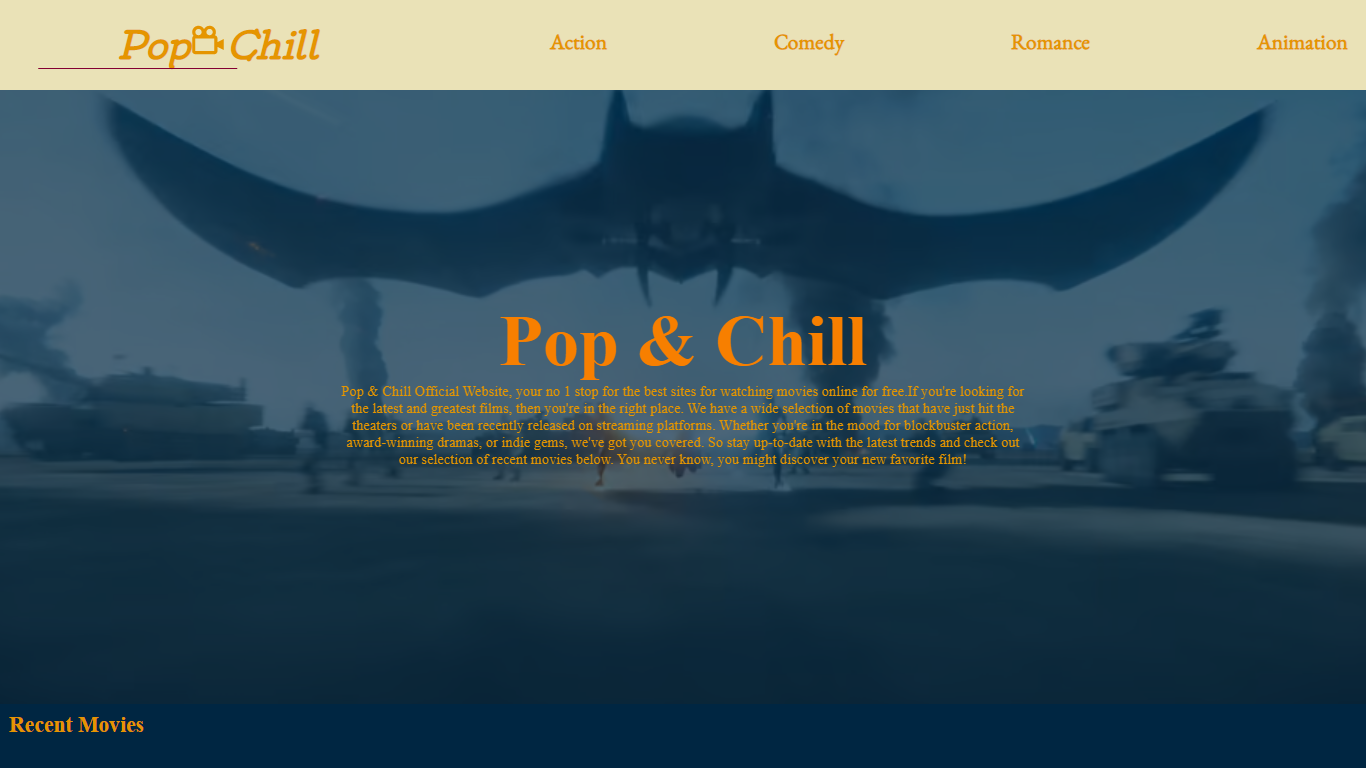 Pop Chill
Action
Comedy
Romance
Animation
Pop & Chill
Pop & Chill Official Website, your no 1 stop for the best sites for watching movies online for free.If you're looking for
the latest and greatest films, then you're in the right place. We have a wide selection of movies that have just hit the
theaters or have been recently released on streaming platforms. Whether you're in the mood for blockbuster action,
award-winning dramas, or indie gems, we've got you covered. So stay up-to-date with the latest trends and check out
our selection of recent movies below. You never know, you might discover your new favorite film!
Recent Movies